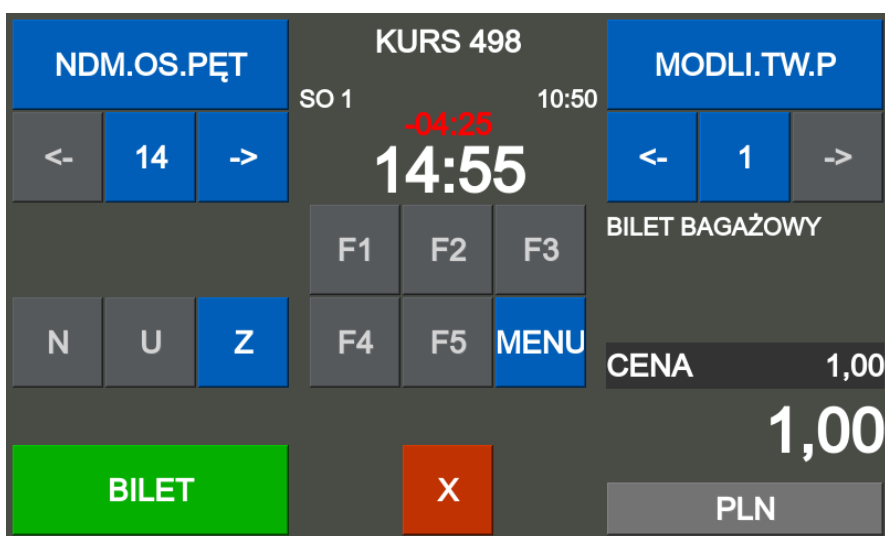 NDM.OS.PĘT
KURS 498
MODLI.TW.P
SO 1 10:50
-04:25
14:55
<- 14 ->
<- 1 ->
F1 F2 F3
BILET BAGAŻOWY
N U Z
F4 F5 MENU
CENA 1,00
1,00
BILET
X
PLN